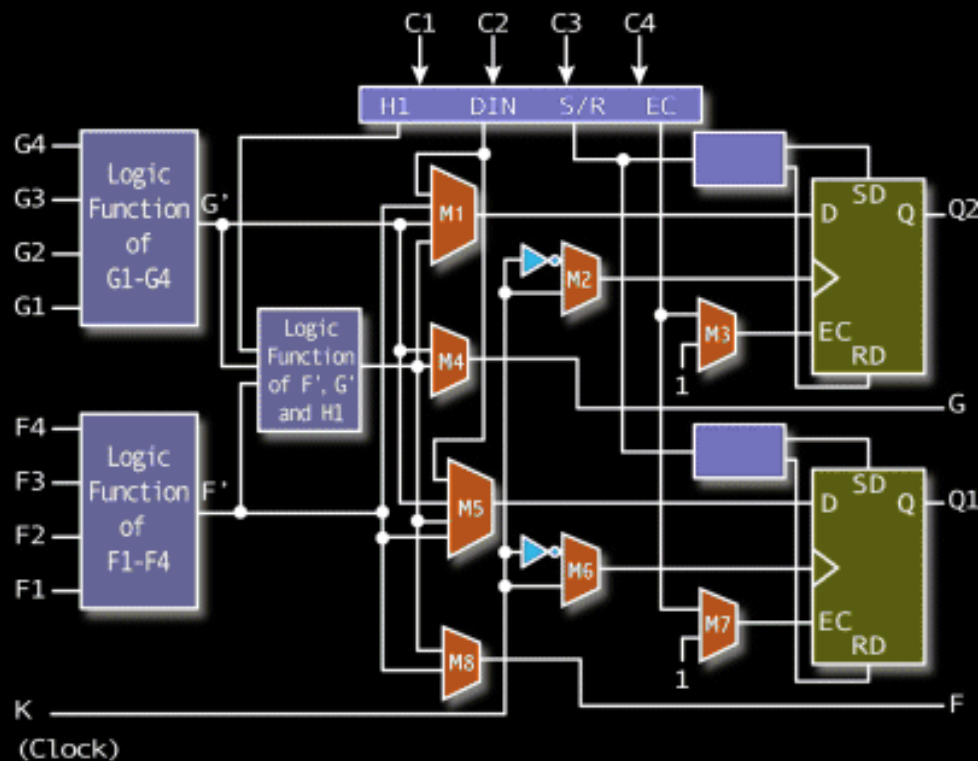 C1 C2 C3 C4
H1 DIN S/R EC
G4
G3
G2
G1
Logic
Function
of
G1-G4
G'
M1
D SD Q
Q2
M2
M3
1
EC
RD
Logic
Function
of F', G'
and H1
M4
G
F4
F3
F2
F1
Logic
Function
of
F1-F4
F'
M5
D SD Q
Q1
M6
M7
1
EC
RD
M8
F
K
(Clock)